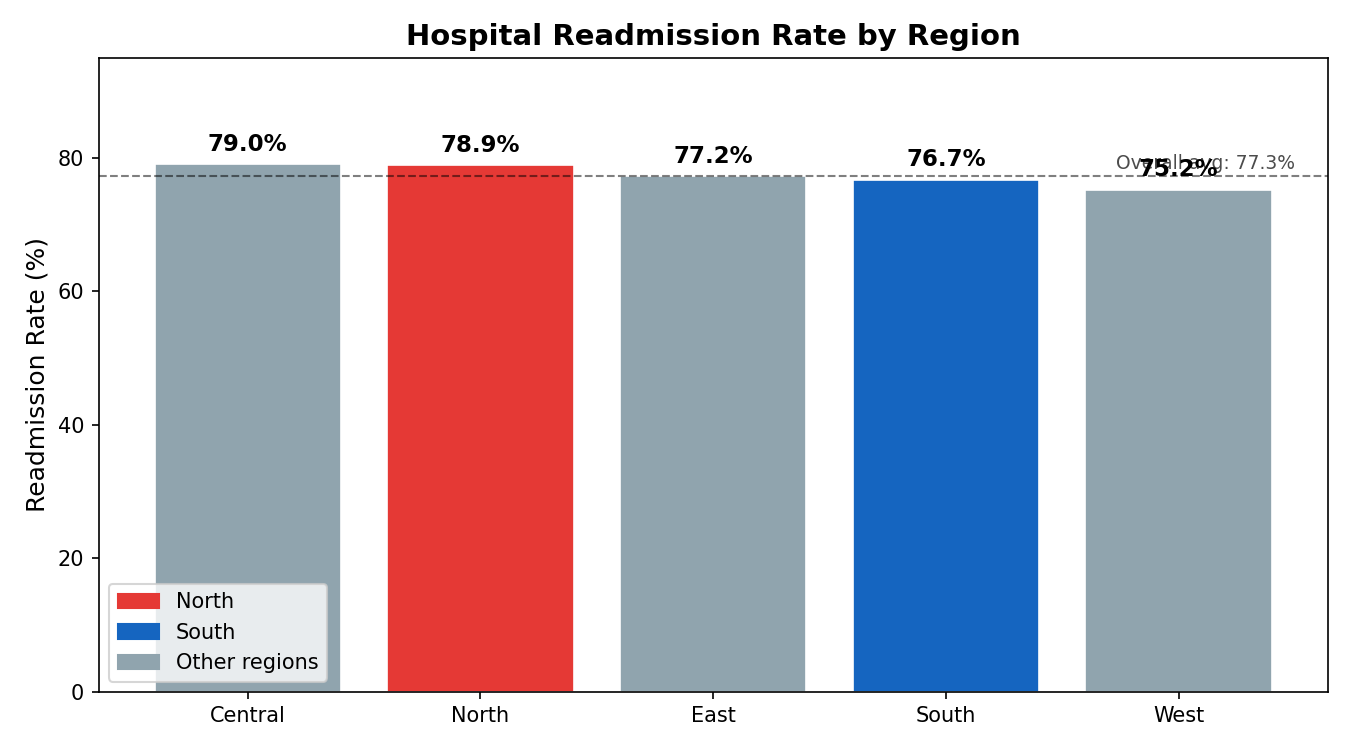 Hospital Readmission Rate by Region
Readmission Rate (%)
80
60
40
20
0
79.0%
78.9%
77.2%
76.7%
75.2%
Overall avg: 77.3%
North
South
Other regions
Central
North
East
South
West